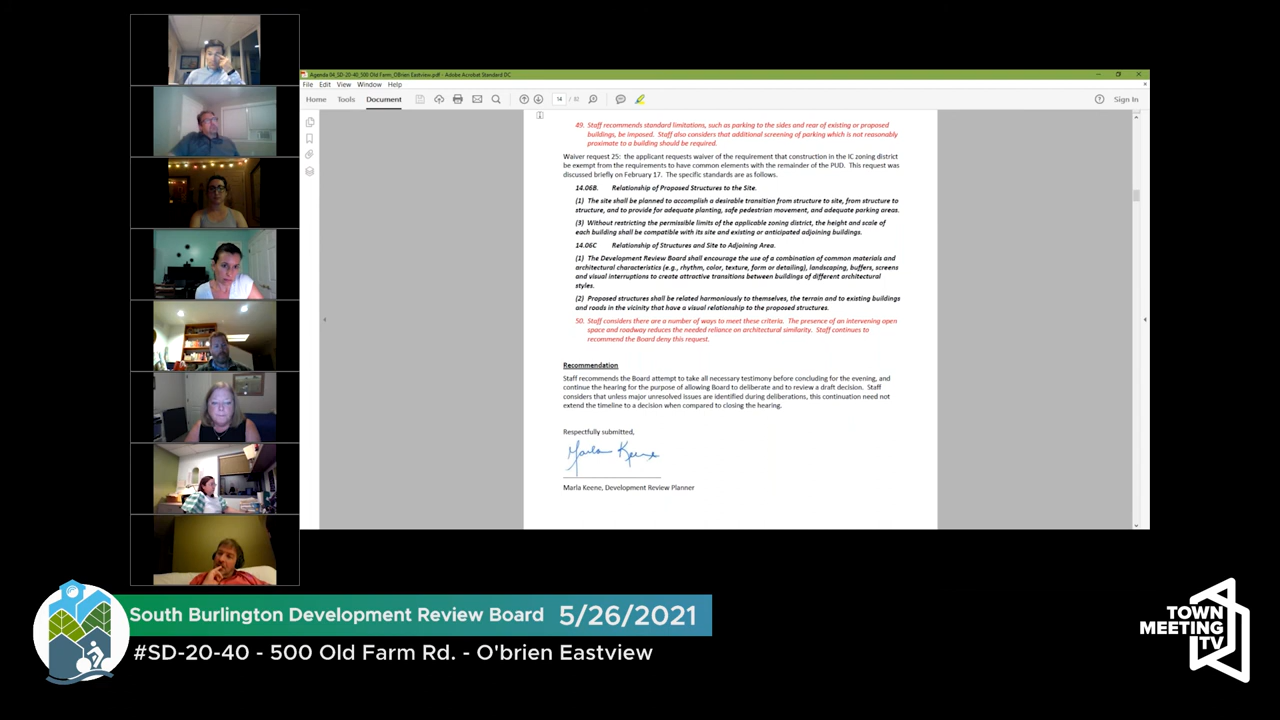 Agenda 04_SD-20-40_500 Old Farm_OBrien Eastview.pdf - Adobe Acrobat Standard DC
File Edit View Window Help
Home Tools Document 14 / 82 Sign In
49. Staff recommends standard limitations, such as parking to the sides and rear of existing or proposed
buildings, be imposed. Staff also considers that additional screening of parking which is not reasonably
proximate to a building should be required.
Waiver request 25: the applicant requests waiver of the requirement that construction in the IC zoning district
be exempt from the requirements to have common elements with the remainder of the PUD. This request was
discussed briefly on February 17. The specific standards are as follows.
14.06B. Relationship of Proposed Structures to the Site.
(1) The site shall be planned to accomplish a desirable transition from structure to site, from structure to
structure, and to provide for adequate planting, safe pedestrian movement, and adequate parking areas.
(3) Without restricting the permissible limits of the applicable zoning district, the height and scale of
each building shall be compatible with its site and existing or anticipated adjoining buildings.
14.06C Relationship of Structures and Site to Adjoining Area.
(1) The Development Review Board shall encourage the use of a combination of common materials and
architectural characteristics (e.g., rhythm, color, texture, form or detailing), landscaping, buffers, screens
and visual interruptions to create attractive transitions between buildings of different architectural
styles.
(2) Proposed structures shall be related harmoniously to themselves, the terrain and to existing buildings
and roads in the vicinity that have a visual relationship to the proposed structures.
50. Staff considers there are a number of ways to meet these criteria. The presence of an intervening open
space and roadway reduces the needed reliance on architectural similarity. Staff continues to
recommend the Board deny this request.
Recommendation
Staff recommends the Board attempt to take all necessary testimony before concluding for the evening, and
continue the hearing for the purpose of allowing Board to deliberate and to review a draft decision. Staff
considers that unless major unresolved issues are identified during deliberations, this continuation need not
extend the timeline to a decision when compared to closing the hearing.
Respectfully submitted,
Marla Keene
Marla Keene, Development Review Planner
South Burlington Development Review Board 5/26/2021
#SD-20-40 - 500 Old Farm Rd. - O'brien Eastview
TOWN
MEETING
TV